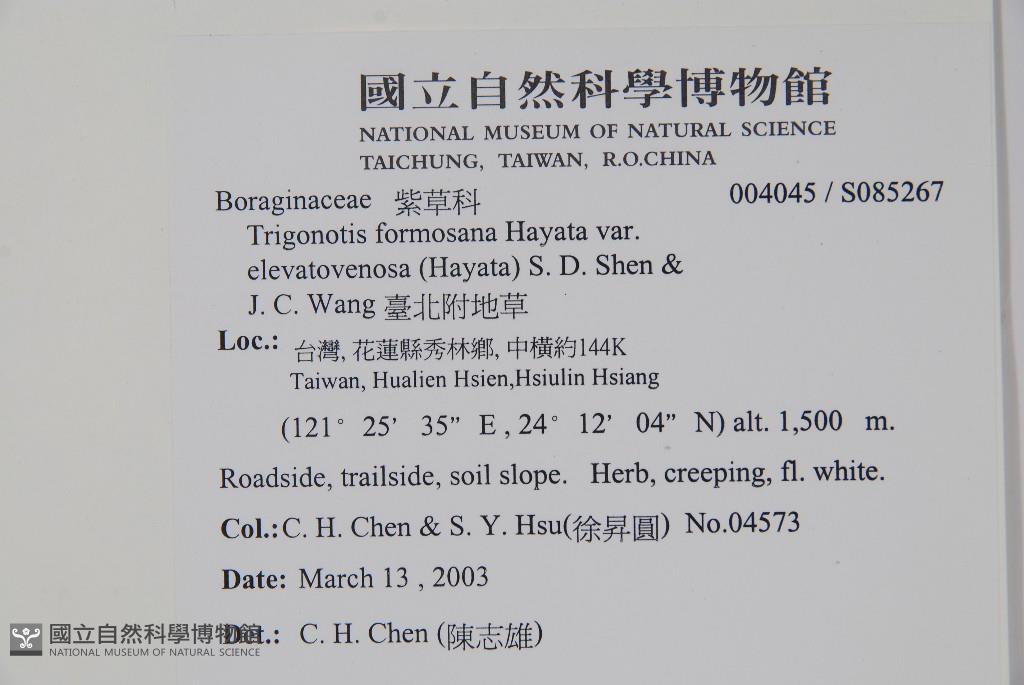 國立自然科學博物館
NATIONAL MUSEUM OF NATURAL SCIENCE
TAICHUNG, TAIWAN, R.O.CHINA
Boraginaceae 紫草科 004045 / S085267
Trigonotis formosana Hayata var.
elevatovenosa (Hayata) S. D. Shen &
J. C. Wang 臺北附地草
Loc.: 台灣, 花蓮縣秀林鄉, 中橫約144K
Taiwan, Hualien Hsien,Hsiulin Hsiang
(121° 25’ 35” E , 24° 12’ 04” N) alt. 1,500 m.
Roadside, trailside, soil slope. Herb, creeping, fl. white.
Col.: C. H. Chen & S. Y. Hsu(徐昇圓) No.04573
Date: March 13 , 2003
Det.: C. H. Chen (陳志雄)
國立自然科學博物館
NATIONAL MUSEUM OF NATURAL SCIENCE